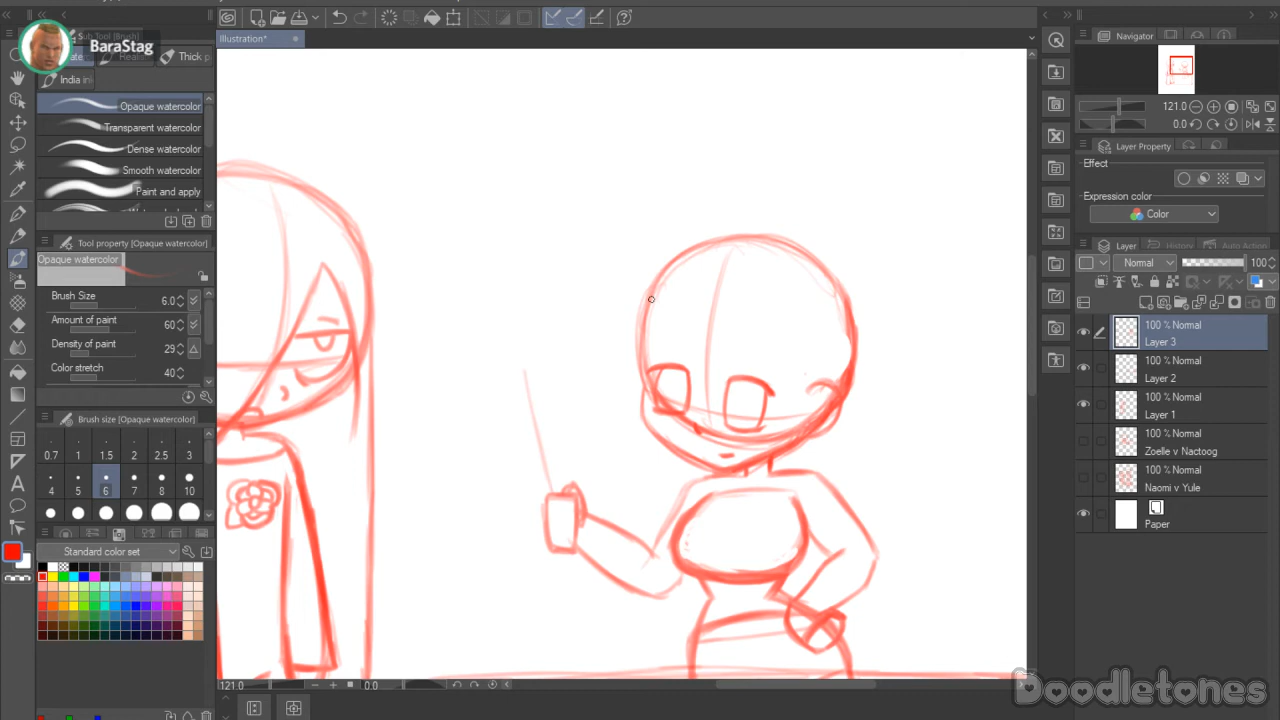 BaraStag
Sub Tool [Brush]
Thick p
India in
Opaque watercolor
Transparent watercolor
Dense watercolor
Smooth watercolor
Paint and apply
Tool property [Opaque watercolor]
Opaque watercolor
Brush Size
6.0
Amount of paint
60
Density of paint
29
Color stretch
40
Brush size [Opaque watercolor]
0.7 1 1.5 2 2.5 3
4 5 6 7 8 10
Standard color set
Illustration*
121.0
0.0
Navigator
121.0
0.0
Layer Property
Effect
Expression color
Color
Layer
History
Auto Action
Normal
100
100 % Normal
Layer 3
100 % Normal
Layer 2
100 % Normal
Layer 1
100 % Normal
Zoelle v Nactoog
100 % Normal
Naomi v Yule
Paper
Doodletones